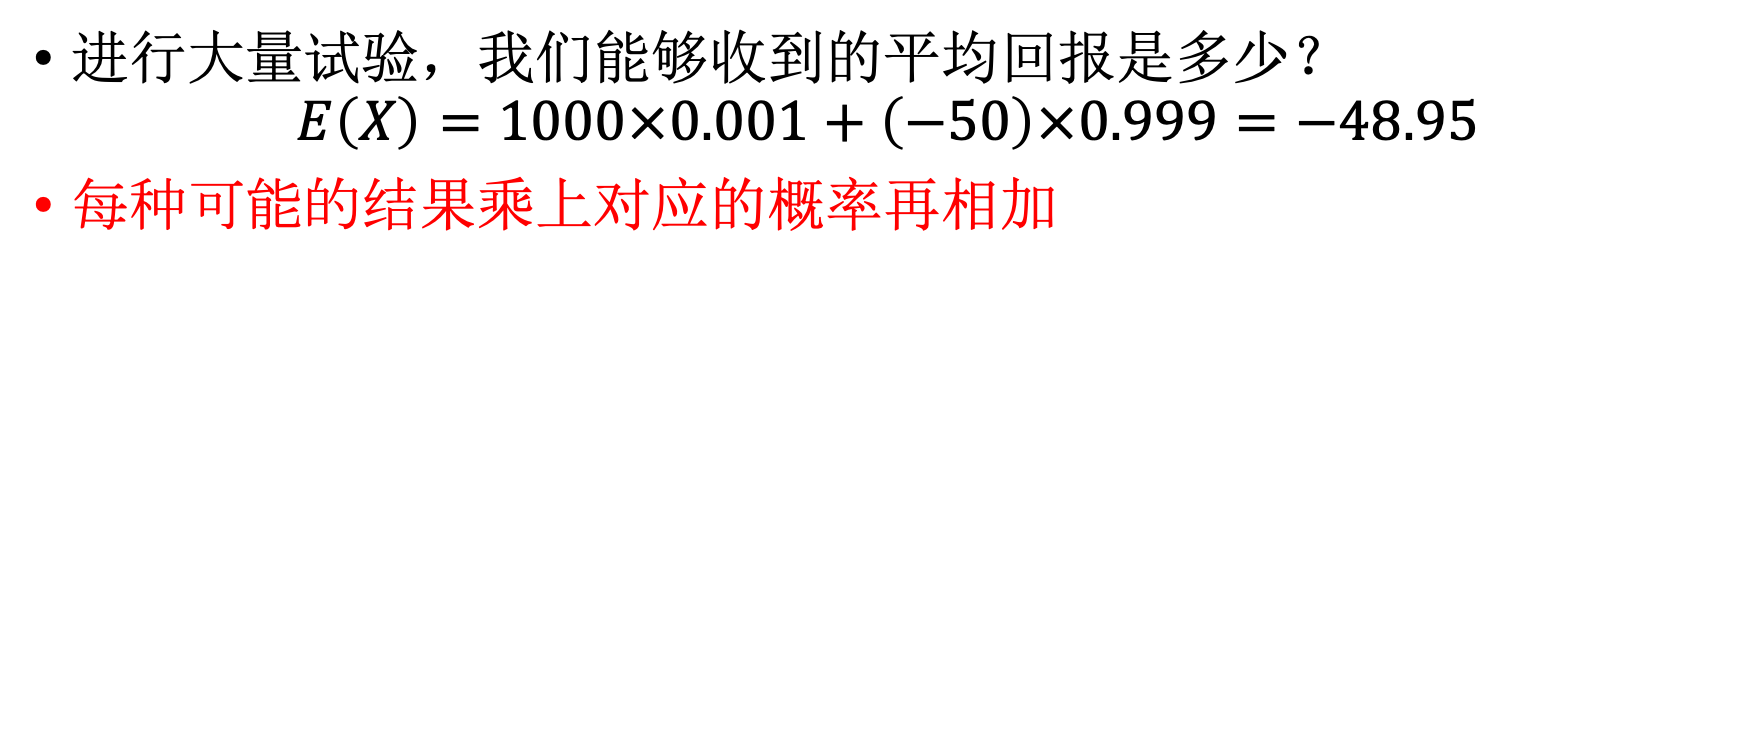 • 进行大量试验，我们能够收到的平均回报是多少？
E(X) = 1000×0.001 + (−50)×0.999 = −48.95
• 每种可能的结果乘上对应的概率再相加